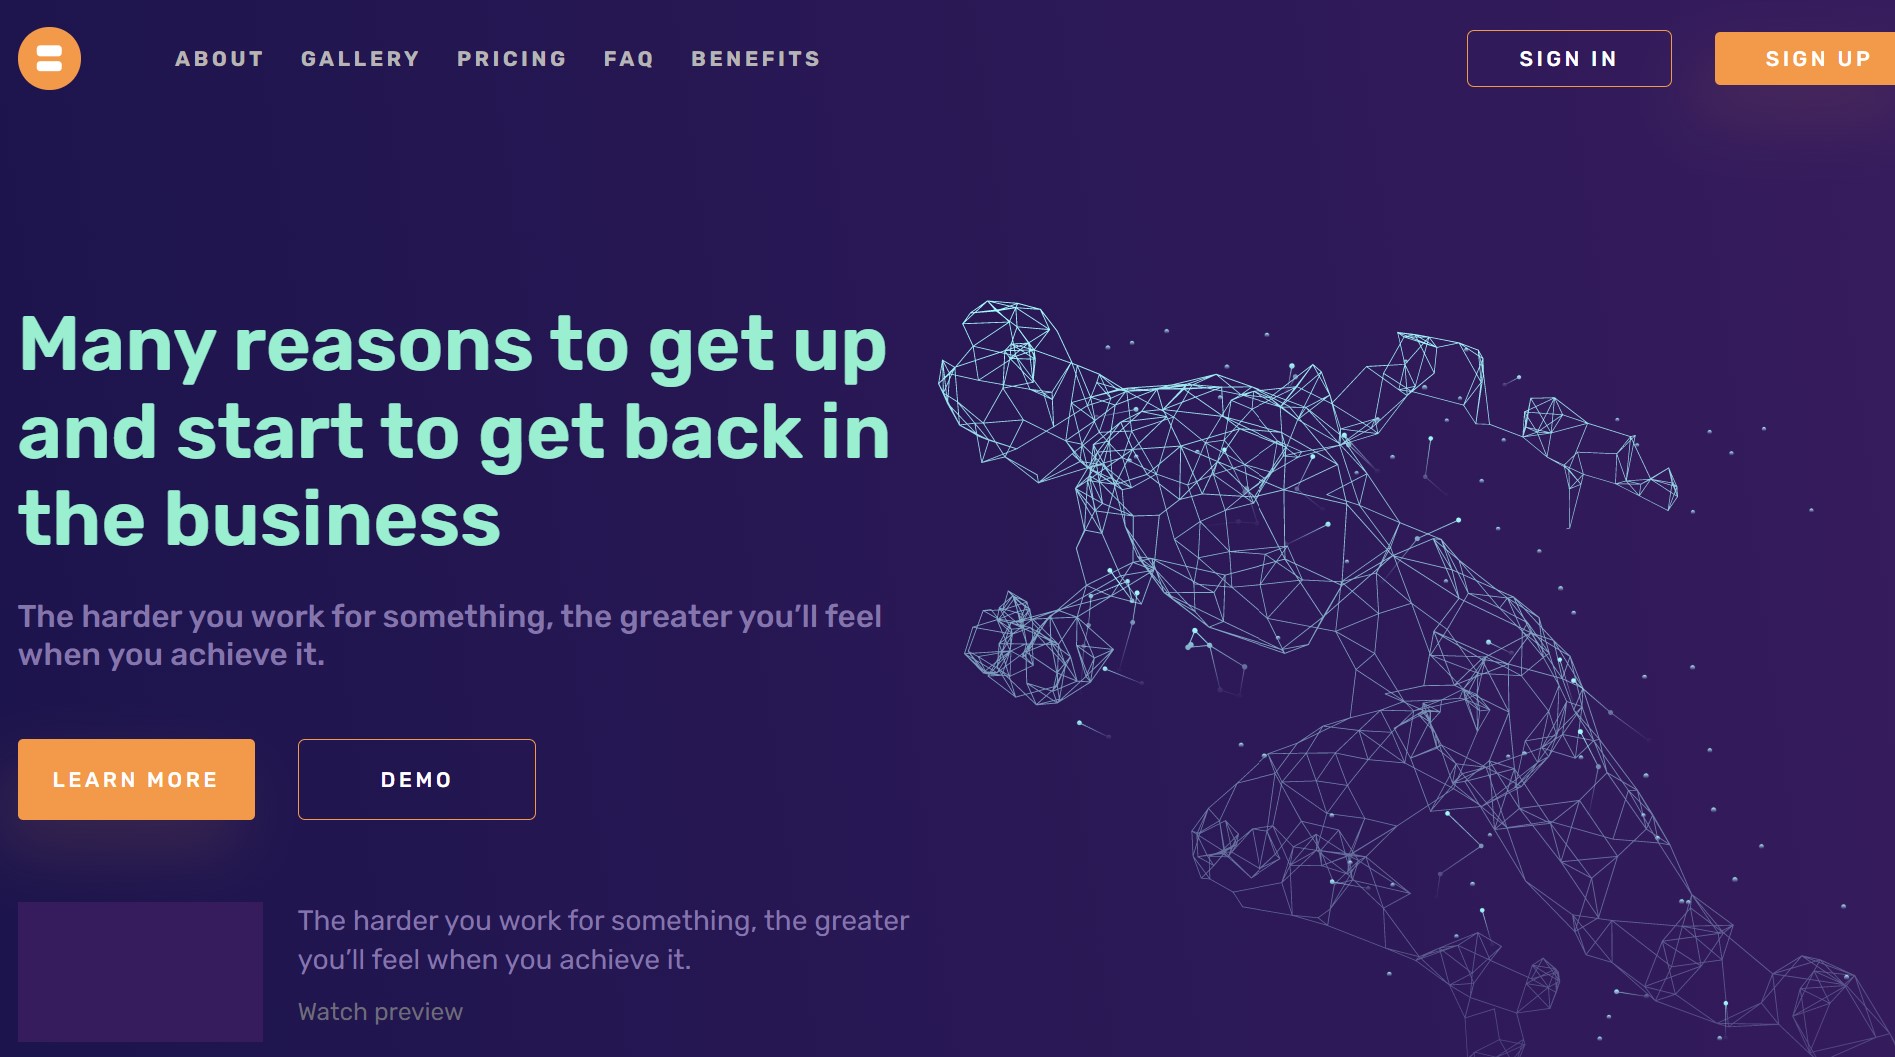 ABOUT GALLERY PRICING FAQ BENEFITS SIGN IN SIGN UP
Many reasons to get up
and start to get back in
the business
The harder you work for something, the greater you’ll feel
when you achieve it.
LEARN MORE DEMO
The harder you work for something, the greater
you’ll feel when you achieve it.
Watch preview